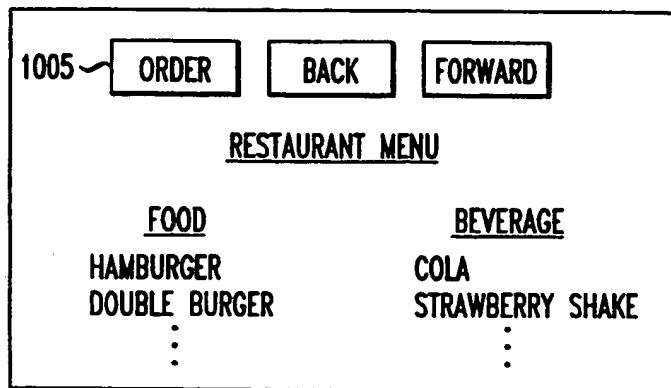 1005 ORDER BACK FORWARD
RESTAURANT MENU
FOOD BEVERAGE
HAMBURGER COLA
DOUBLE BURGER STRAWBERRY SHAKE